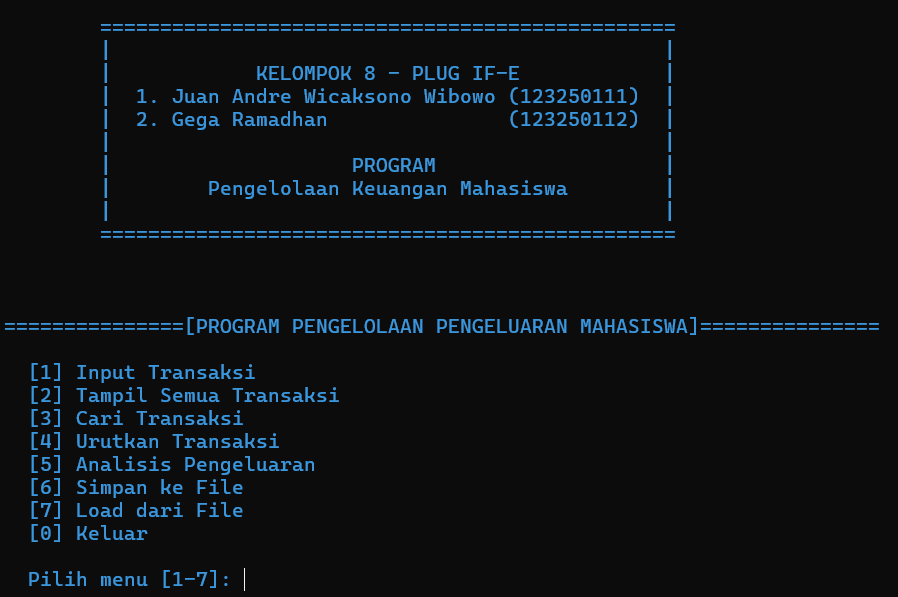 ================================================
| |
| KELOMPOK 8 - PLUG IF-E |
| 1. Juan Andre Wicaksono Wibowo (123250111) |
| 2. Gega Ramadhan (123250112) |
| |
| PROGRAM |
| Pengelolaan Keuangan Mahasiswa |
| |
================================================
===============[PROGRAM PENGELOLAAN PENGELUARAN MAHASISWA]===============
[1] Input Transaksi
[2] Tampil Semua Transaksi
[3] Cari Transaksi
[4] Urutkan Transaksi
[5] Analisis Pengeluaran
[6] Simpan ke File
[7] Load dari File
[0] Keluar
Pilih menu [1-7]: